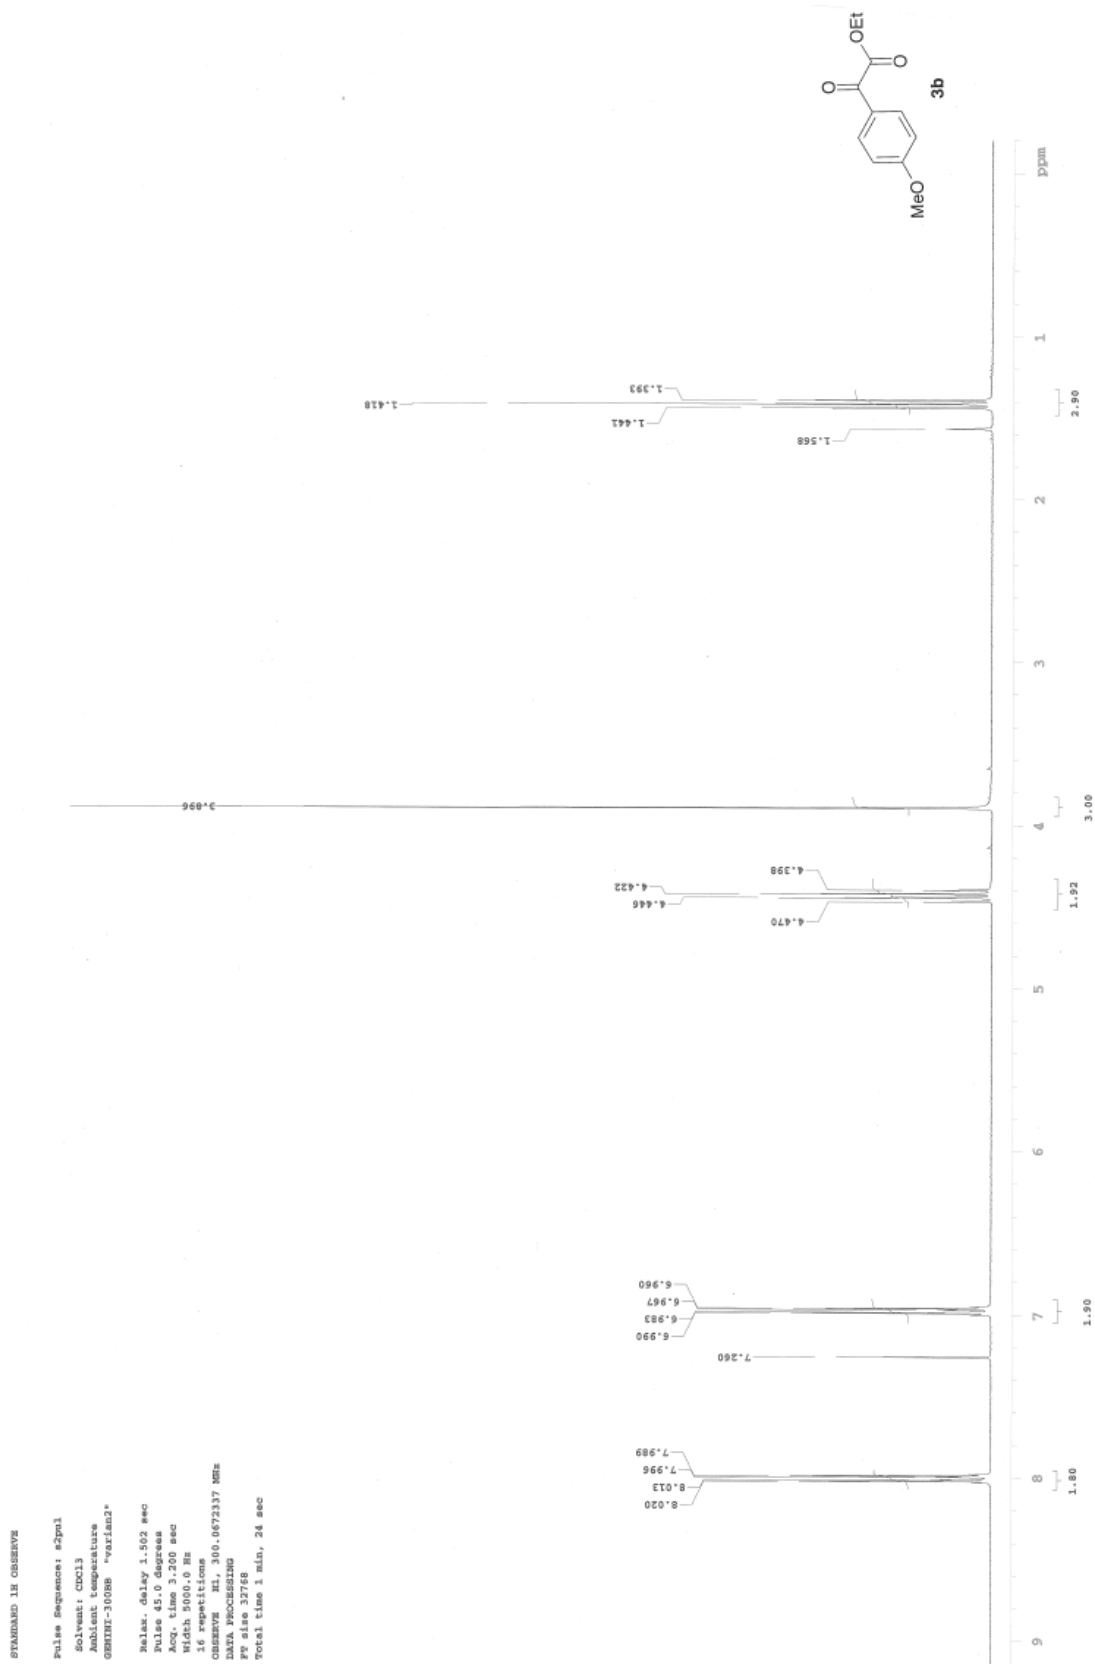 STANDARD 1H OBSERVE
Pulse Sequence: s2pul
Solvent: CDCl3
Ambient temperature
GEMINI-300BB "varian2"
Relax. delay 1.502 sec
Pulse 45.0 degrees
Acq. time 3.200 sec
Width 5000.0 Hz
16 repetitions
OBSERVE H1, 300.0672337 MHz
DATA PROCESSING
FT size 32768
Total time 1 min, 24 sec
8.020
8.013
7.996
7.989
7.260
6.990
6.983
6.967
6.960
4.470
4.446
4.422
4.398
3.896
1.568
1.441
1.418
1.393
MeO
O
O
OEt
3b
9
8
7
6
5
4
3
2
1
ppm
1.80
1.90
1.92
3.00
2.90